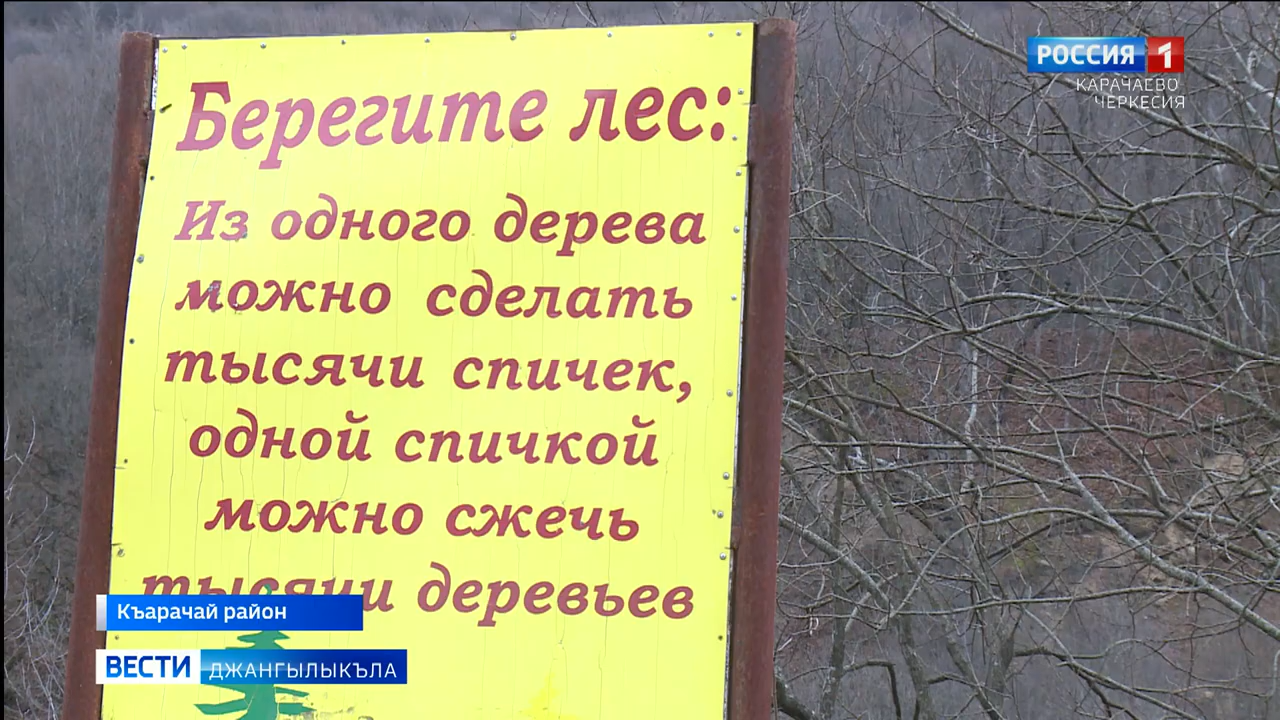 РОССИЯ 1
КАРАЧАЕВО
ЧЕРКЕСИЯ
Берегите лес:
Из одного дерева
можно сделать
тысячи спичек,
одной спичкой
можно сжечь
тысячи деревьев
Къарачай район
ВЕСТИ ДЖАНГЫЛЫКЪЛА